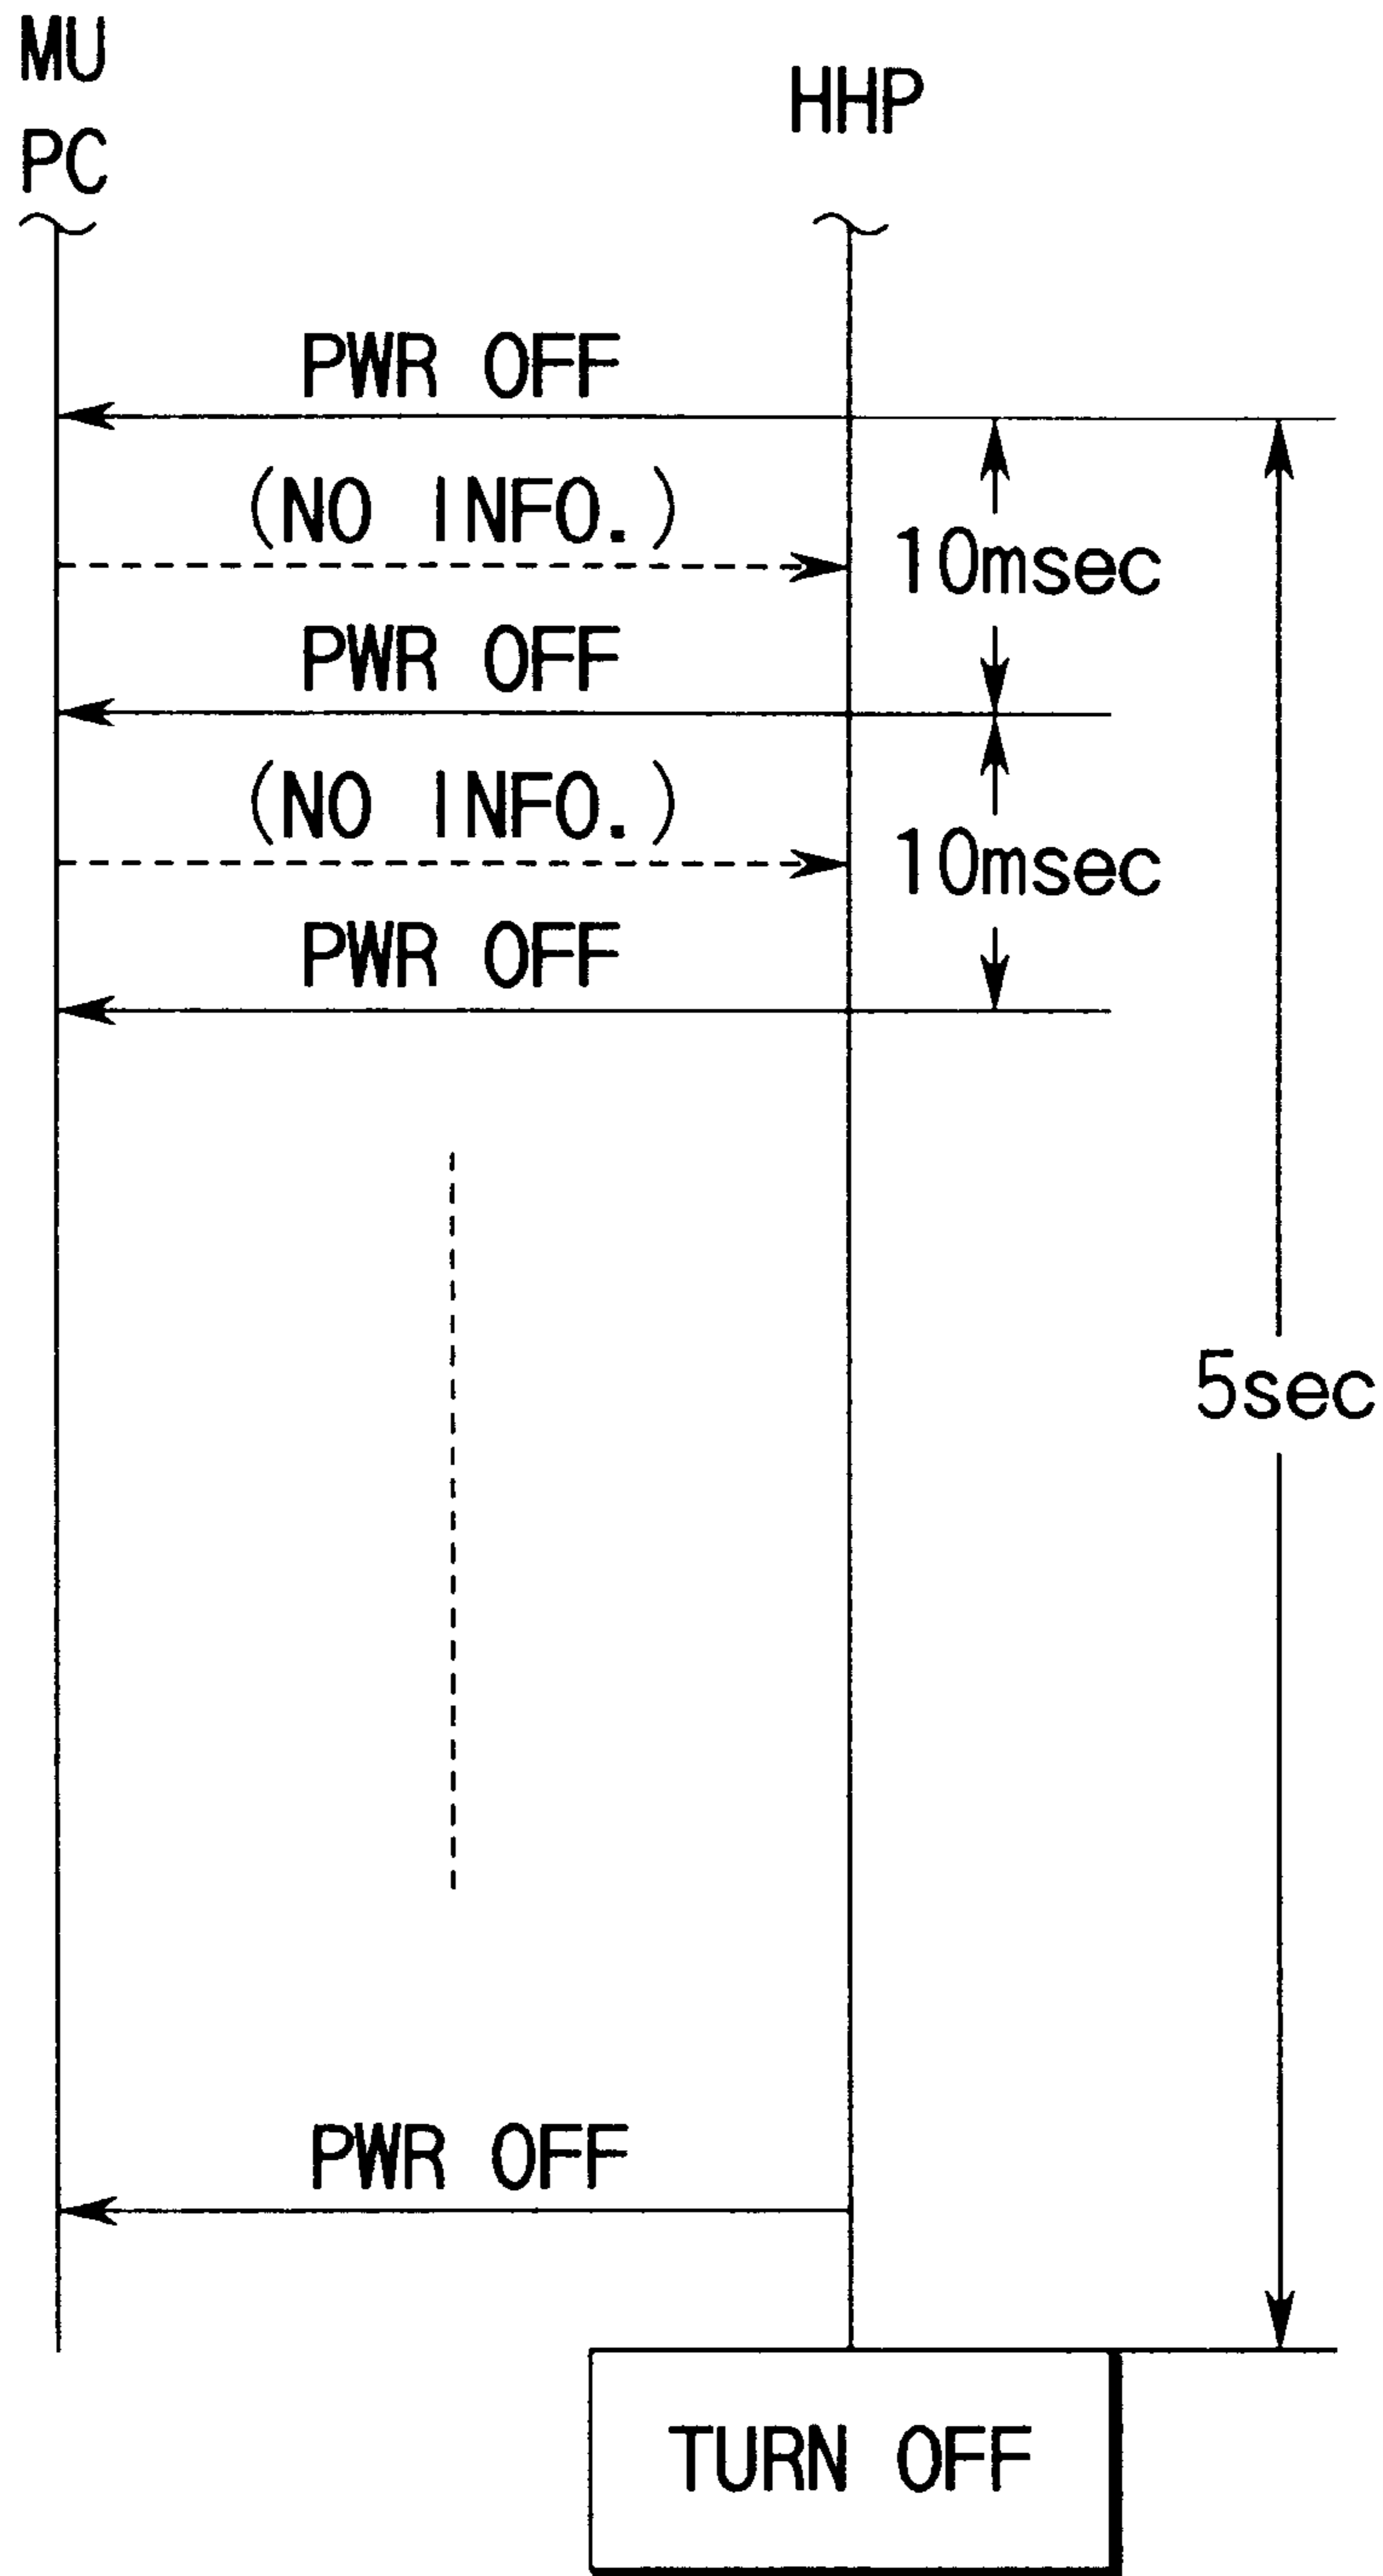 MU
PC
HHP
PWR OFF
(NO INFO.)
10msec
PWR OFF
(NO INFO.)
10msec
PWR OFF
5sec
PWR OFF
TURN OFF